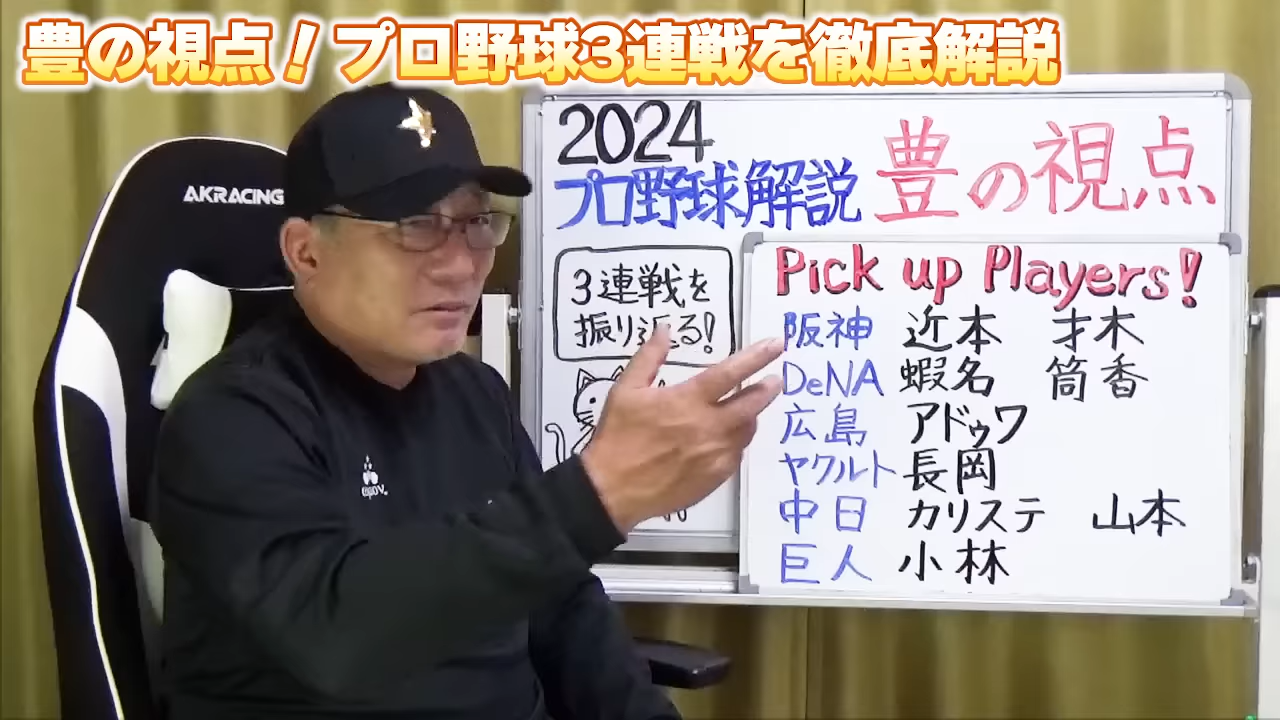 豊の視点！プロ野球3連戦を徹底解説
AKRACING
2024
プロ野球解説 豊の視点
3連戦を
振り返る!
Pick up Players!
阪神 近本 才木
DeNA 蝦名 筒香
広島 アドゥワ
ヤクルト 長岡
中日 カリステ 山本
巨人 小林